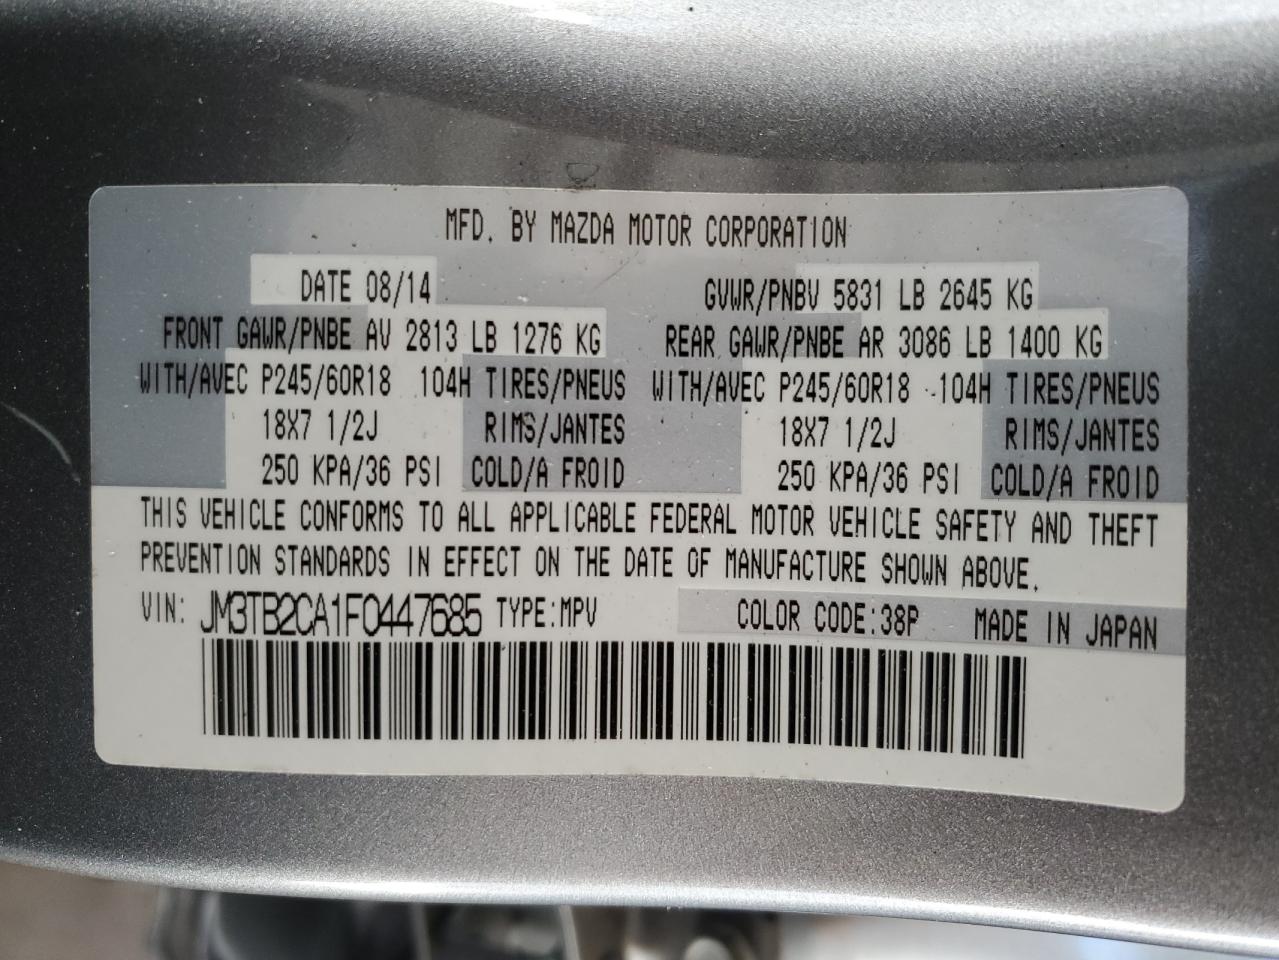 MFD. BY MAZDA MOTOR CORPORATION
DATE 08/14 GVWR/PNBV 5831 LB 2645 KG
FRONT GAWR/PNBE AV 2813 LB 1276 KG REAR GAWR/PNBE AR 3086 LB 1400 KG
WITH/AVEC P245/60R18 104H TIRES/PNEUS WITH/AVEC P245/60R18 104H TIRES/PNEUS
18X7 1/2J RIMS/JANTES 18X7 1/2J RIMS/JANTES
250 KPA/36 PSI COLD/A FROID 250 KPA/36 PSI COLD/A FROID
THIS VEHICLE CONFORMS TO ALL APPLICABLE FEDERAL MOTOR VEHICLE SAFETY AND THEFT
PREVENTION STANDARDS IN EFFECT ON THE DATE OF MANUFACTURE SHOWN ABOVE.
VIN: JM3TB2CA1F0447685 TYPE:MPV COLOR CODE:38P MADE IN JAPAN